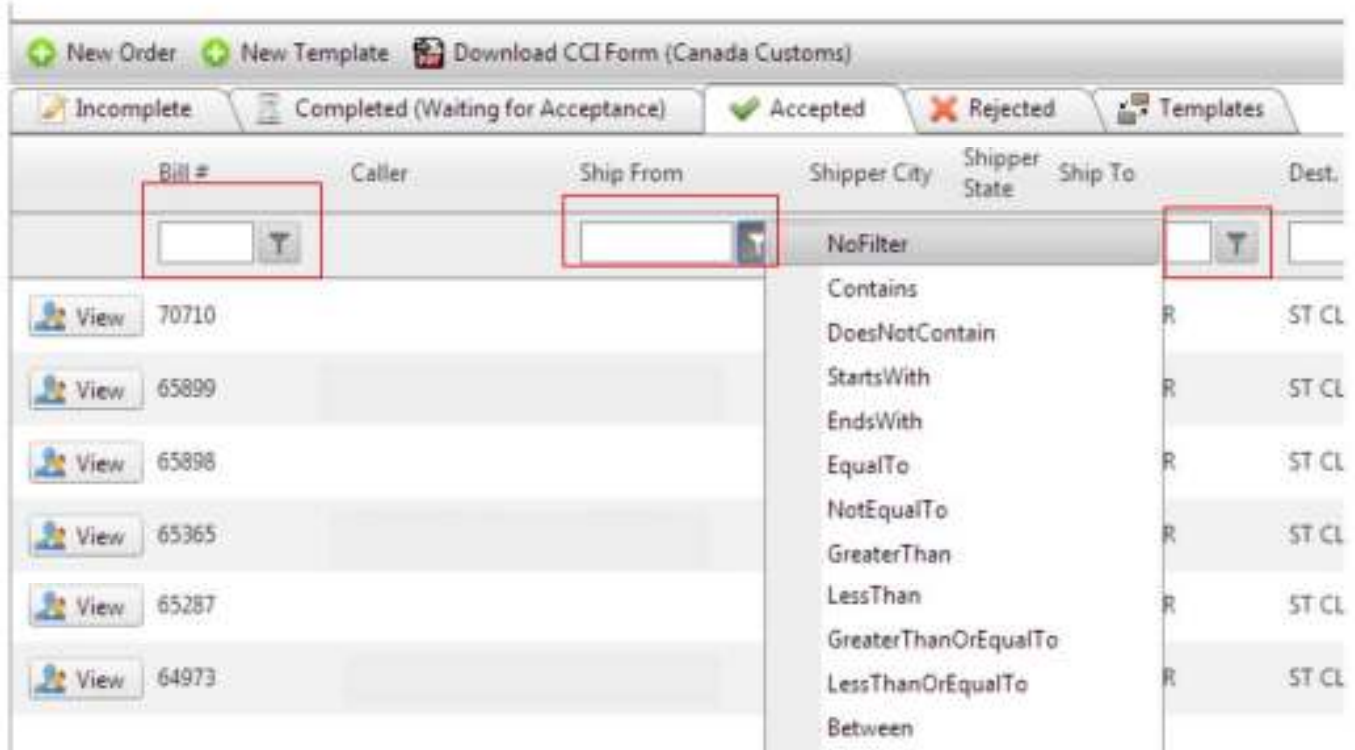 New Order New Template Download CCI Form (Canada Customs)
Incomplete Completed (Waiting for Acceptance) Accepted Rejected Templates
Bill # Caller Ship From Shipper City Shipper State Ship To Dest.
NoFilter
Contains
View 70710 R ST CL
DoesNotContain
StartsWith
View 65899 R ST CL
EndsWith
View 65898 EqualTo R ST CL
NotEqualTo
View 65365 R ST CL
GreaterThan
LessThan
View 65287 R ST CL
GreaterThanOrEqualTo
View 64973 LessThanOrEqualTo R ST CL
Between